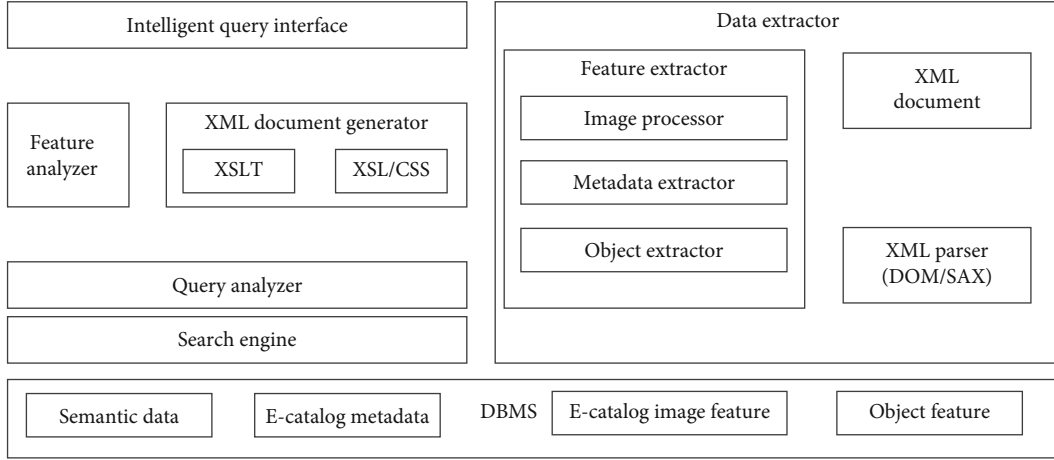 Intelligent query interface
Feature
analyzer
XML document generator
XSLT
XSL/CSS
Query analyzer
Search engine
Data extractor
Feature extractor
Image processor
Metadata extractor
Object extractor
XML
document
XML parser
(DOM/SAX)
Semantic data
E-catalog metadata
DBMS
E-catalog image feature
Object feature